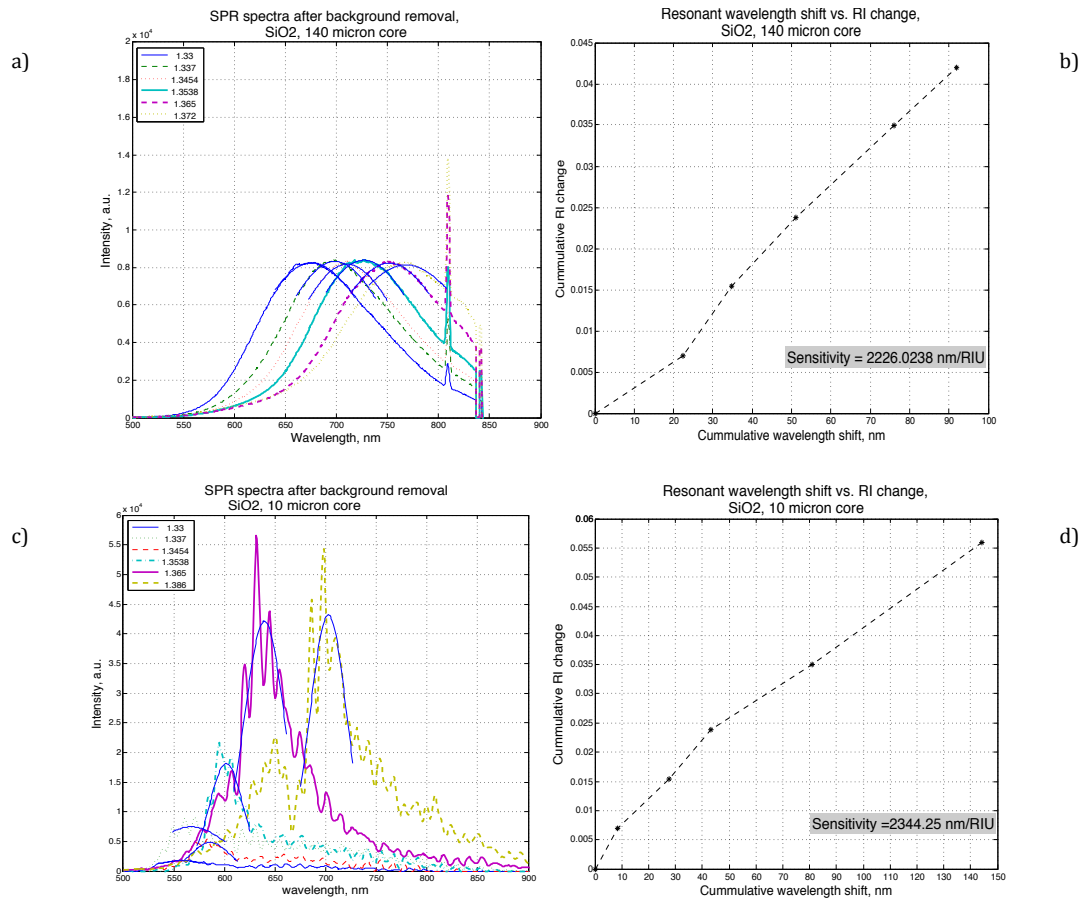 a)
SPR spectra after background removal,
SiO2, 140 micron core
x 10⁴
2
1.8
1.6
1.4
1.2
1
0.8
0.6
0.4
0.2
0
Intensity, a.u.
1.33
1.337
1.3454
1.3538
1.365
1.372
500 550 600 650 700 750 800 850 900
Wavelength, nm
b)
Resonant wavelength shift vs. RI change,
SiO2, 140 micron core
0.045
0.04
0.035
0.03
0.025
0.02
0.015
0.01
0.005
0
Cummulative RI change
Sensitivity = 2226.0238 nm/RIU
0 10 20 30 40 50 60 70 80 90 100
Cummulative wavelength shift, nm
c)
SPR spectra after background removal
SiO2, 10 micron core
x 10⁴
6
5.5
5
4.5
4
3.5
3
2.5
2
1.5
1
0.5
0
Intensity, a.u.
1.33
1.337
1.3454
1.3538
1.365
1.386
500 550 600 650 700 750 800 850 900
wavelength, nm
d)
Resonant wavelength shift vs. RI change,
SiO2, 10 micron core
0.06
0.055
0.05
0.045
0.04
0.035
0.03
0.025
0.02
0.015
0.01
0.005
0
Cummulative RI change
Sensitivity =2344.25 nm/RIU
0 10 20 30 40 50 60 70 80 90 100 110 120 130 140 150
Cummulative wavelength shift, nm